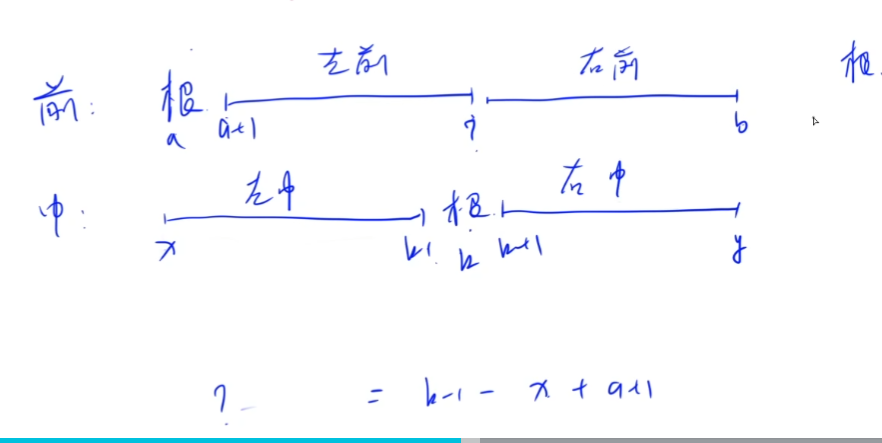 左前 右前 根
前: 根
a a+1 ? b
左中 右中
中: 根
x k-1 k k+1 y
? = k-1 - x + a+1